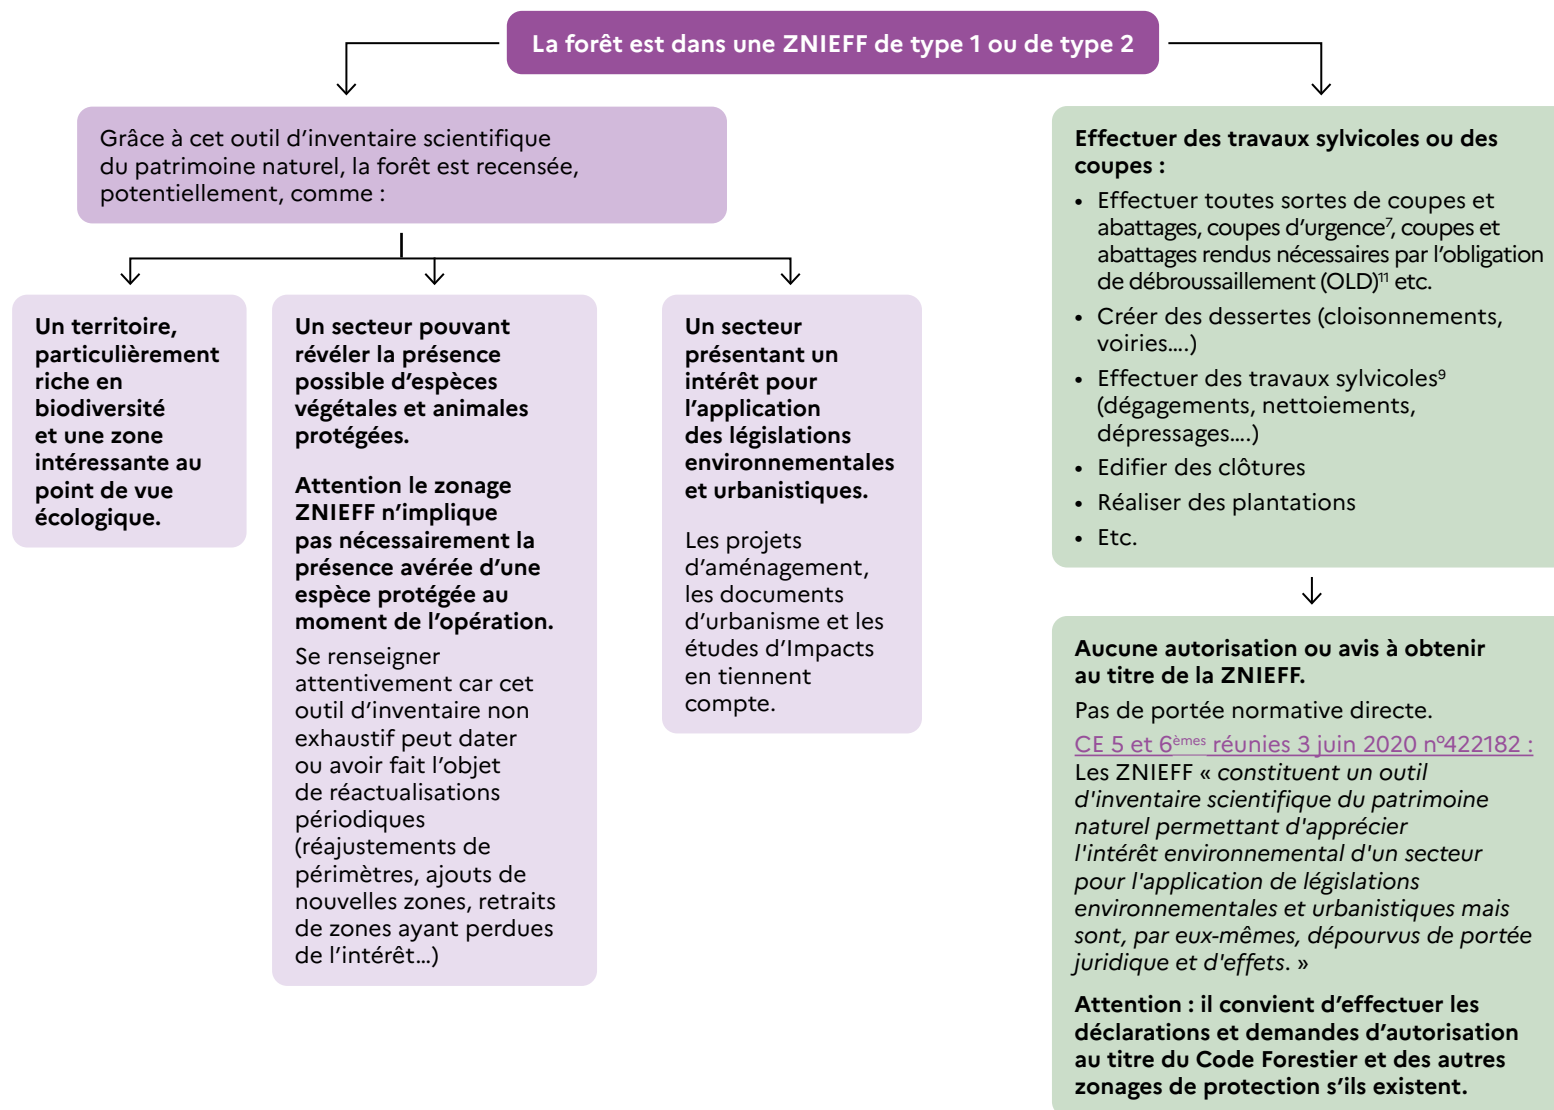 La forêt est dans une ZNIEFF de type 1 ou de type 2
Grâce à cet outil d’inventaire scientifique
du patrimoine naturel, la forêt est recensée,
potentiellement, comme :
Un territoire,
particulièrement
riche en
biodiversité
et une zone
intéressante au
point de vue
écologique.
Un secteur pouvant
révéler la présence
possible d’espèces
végétales et animales
protégées.
Attention le zonage
ZNIEFF n’implique
pas nécessairement la
présence avérée d’une
espèce protégée au
moment de l’opération.
Se renseigner
attentivement car cet
outil d’inventaire non
exhaustif peut dater
ou avoir fait l’objet
de réactualisations
périodiques
(réajustements de
périmètres, ajouts de
nouvelles zones, retraits
de zones ayant perdues
de l’intérêt…)
Un secteur
présentant un
intérêt pour
l’application
des législations
environnementales
et urbanistiques.
Les projets
d’aménagement,
les documents
d’urbanisme et les
études d’Impacts
en tiennent
compte.
Effectuer des travaux sylvicoles ou des
coupes :
• Effectuer toutes sortes de coupes et
abattages, coupes d’urgence⁷, coupes et
abattages rendus nécessaires par l’obligation
de débroussaillement (OLD)¹¹ etc.
• Créer des dessertes (cloisonnements,
voiries….)
• Effectuer des travaux sylvicoles⁹
(dégagements, nettoiements,
dépressages….)
• Edifier des clôtures
• Réaliser des plantations
• Etc.
Aucune autorisation ou avis à obtenir
au titre de la ZNIEFF.
Pas de portée normative directe.
CE 5 et 6èmes réunies 3 juin 2020 n°422182 :
Les ZNIEFF « constituent un outil
d'inventaire scientifique du patrimoine
naturel permettant d'apprécier
l'intérêt environnemental d'un secteur
pour l'application de législations
environnementales et urbanistiques mais
sont, par eux-mêmes, dépourvus de portée
juridique et d'effets. »
Attention : il convient d’effectuer les
déclarations et demandes d’autorisation
au titre du Code Forestier et des autres
zonages de protection s’ils existent.